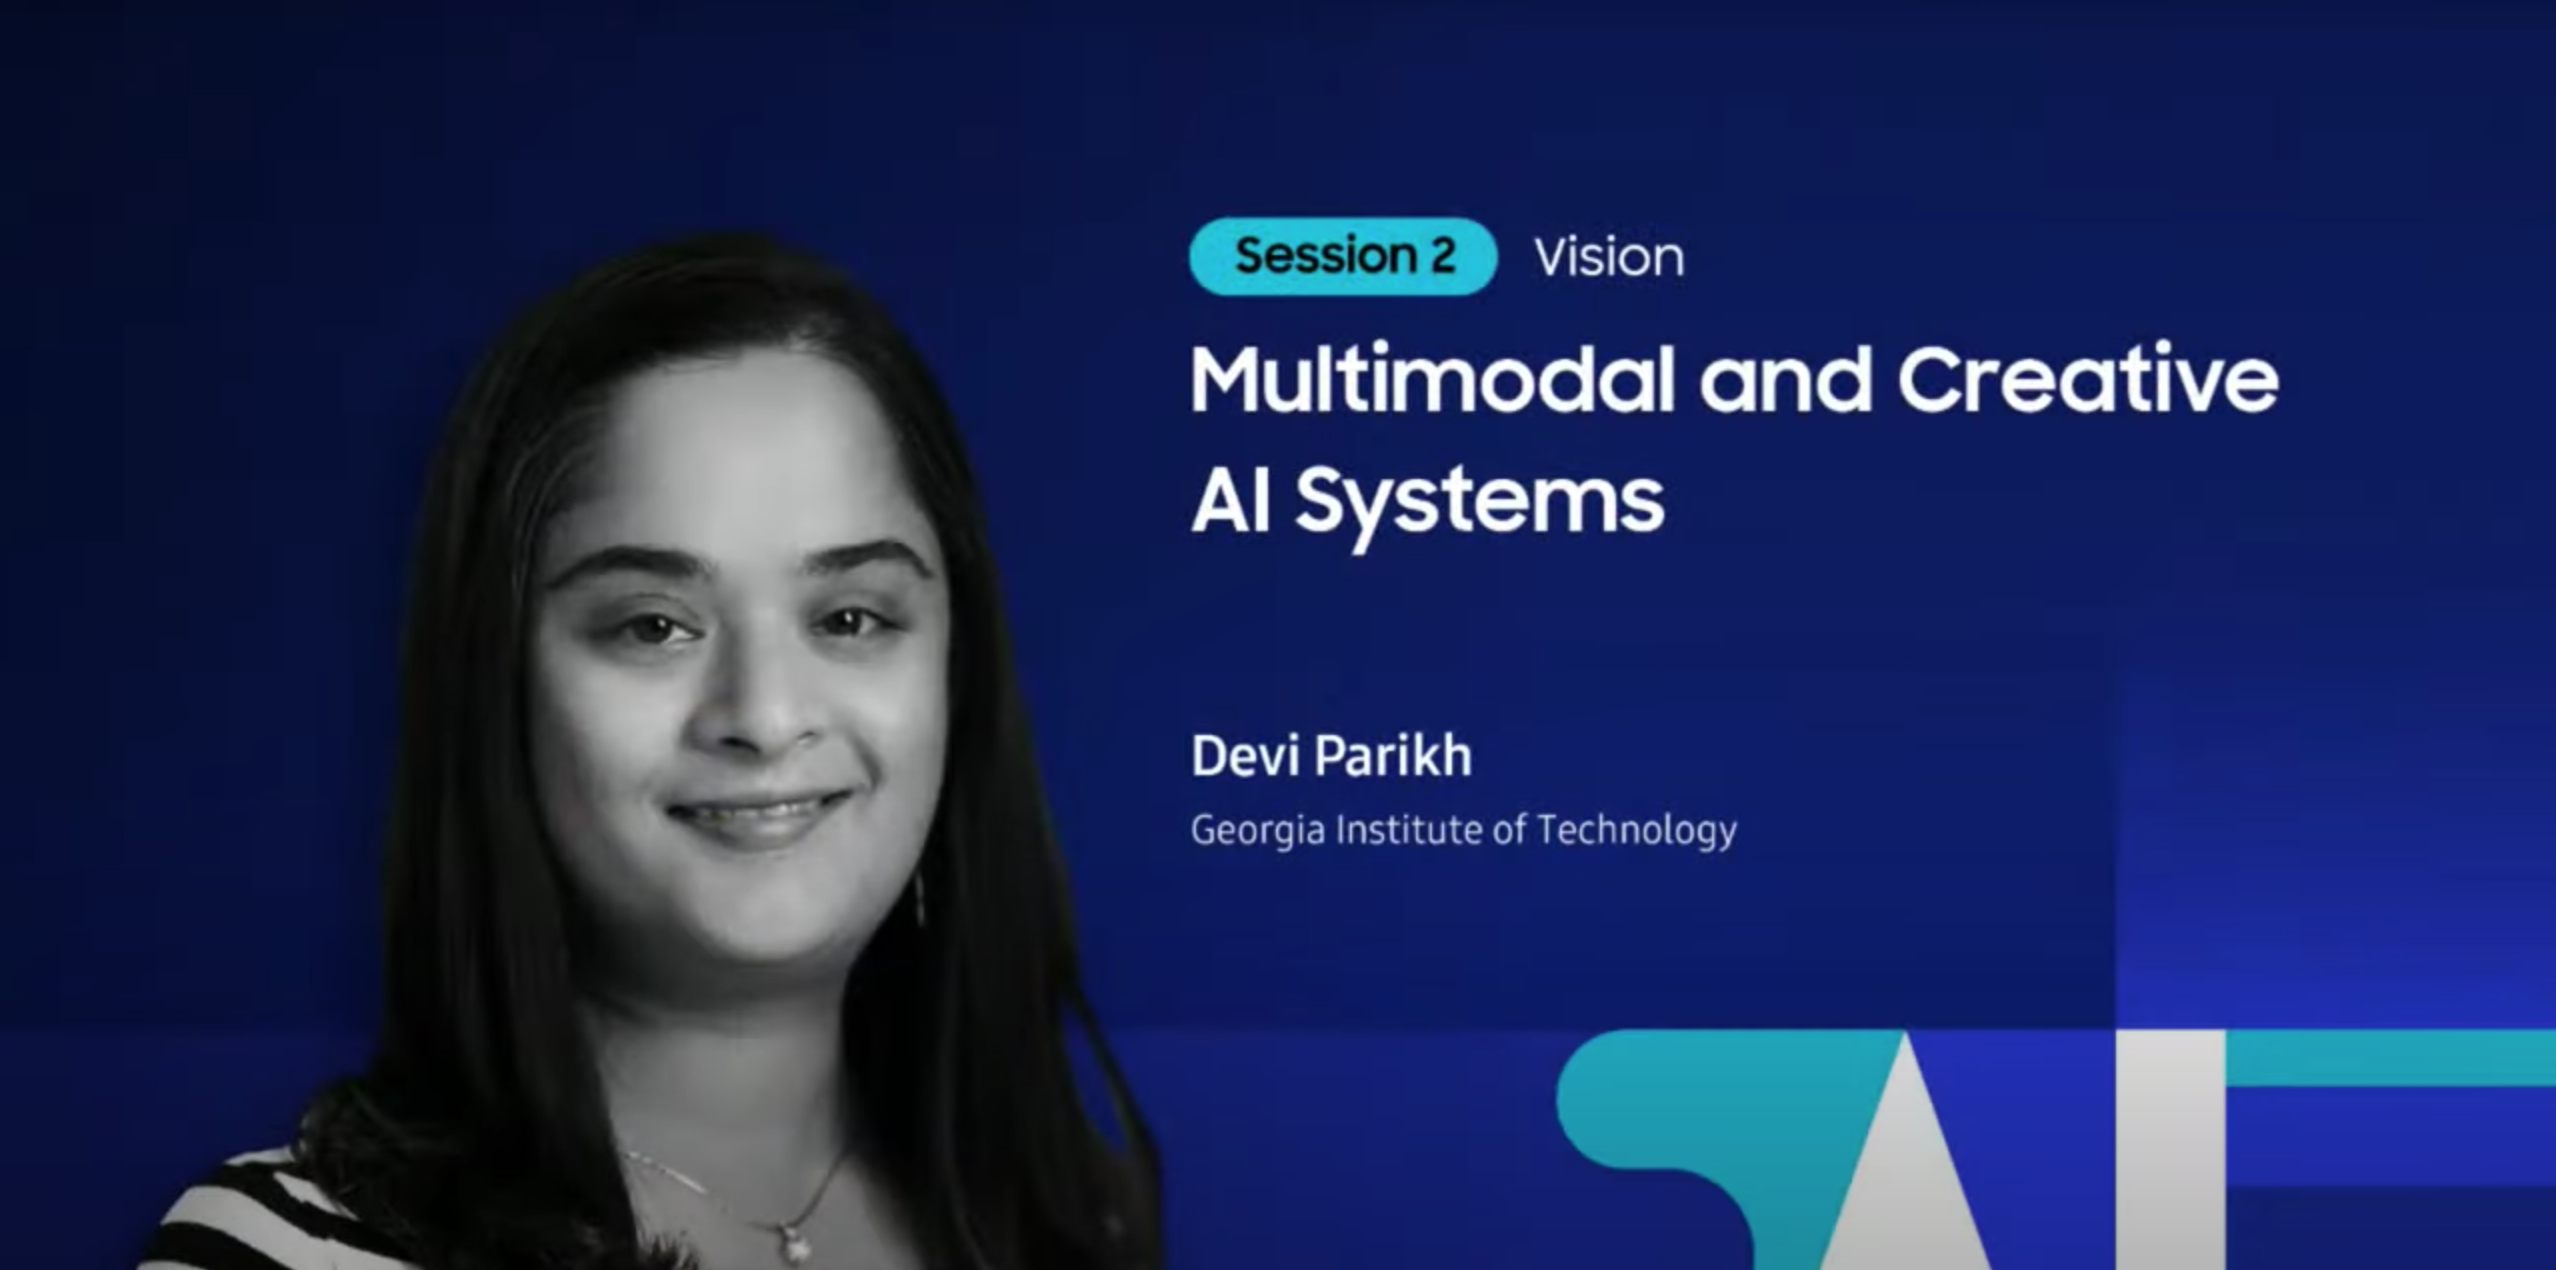 Session 2 Vision
Multimodal and Creative
AI Systems
Devi Parikh
Georgia Institute of Technology